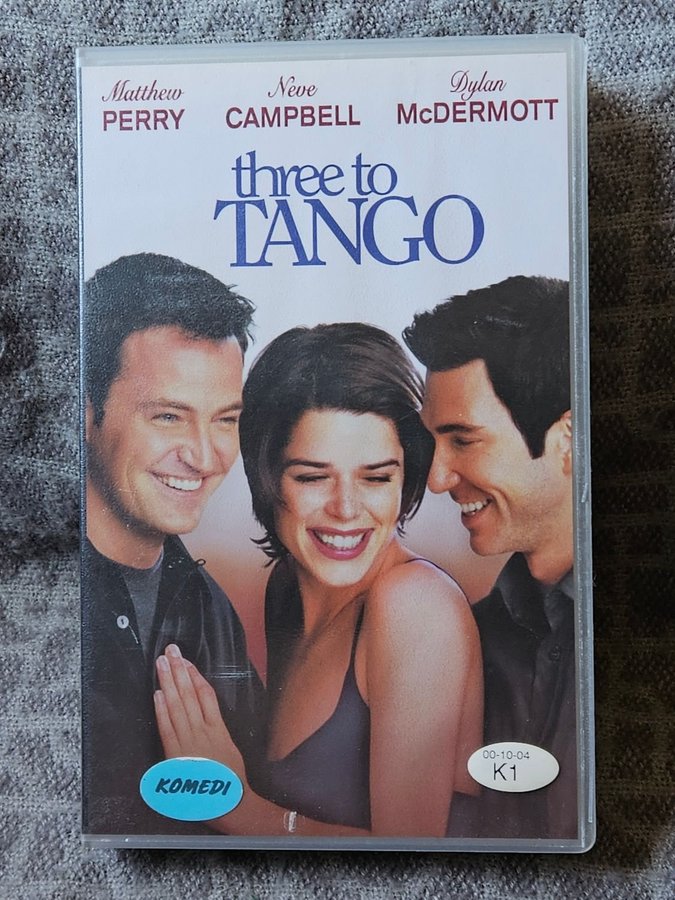 Matthew Neve Dylan
PERRY CAMPBELL McDERMOTT
three to
TANGO
00-10-04
K1
KOMEDI